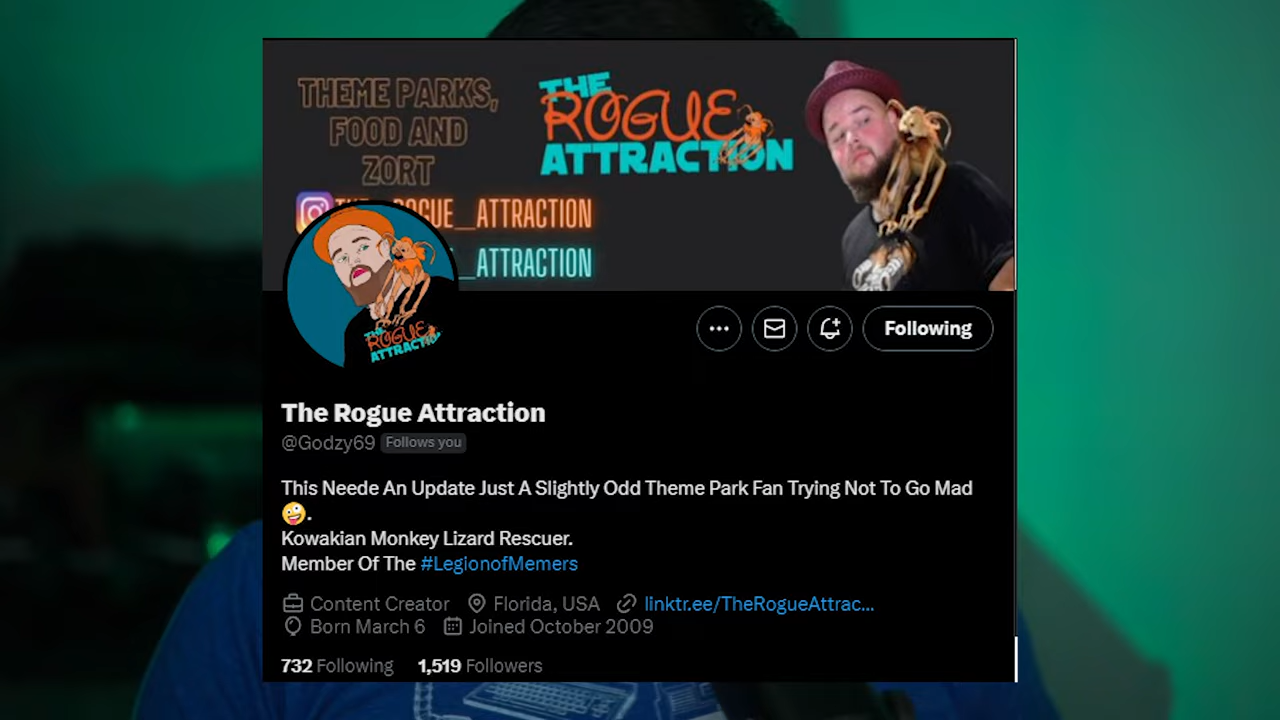 THEME PARKS,
FOOD AND
ZORT
THE
ROGUE
ATTRACTION
_ATTRACTION
_ATTRACTION
THE
ROGUE
ATTRACTION
Following
The Rogue Attraction
@Godzy69 Follows you
This Neede An Update Just A Slightly Odd Theme Park Fan Trying Not To Go Mad
🤪.
Kowakian Monkey Lizard Rescuer.
Member Of The #LegionofMemers
Content Creator Florida, USA linktr.ee/TheRogueAttrac...
Born March 6 Joined October 2009
732 Following 1,519 Followers